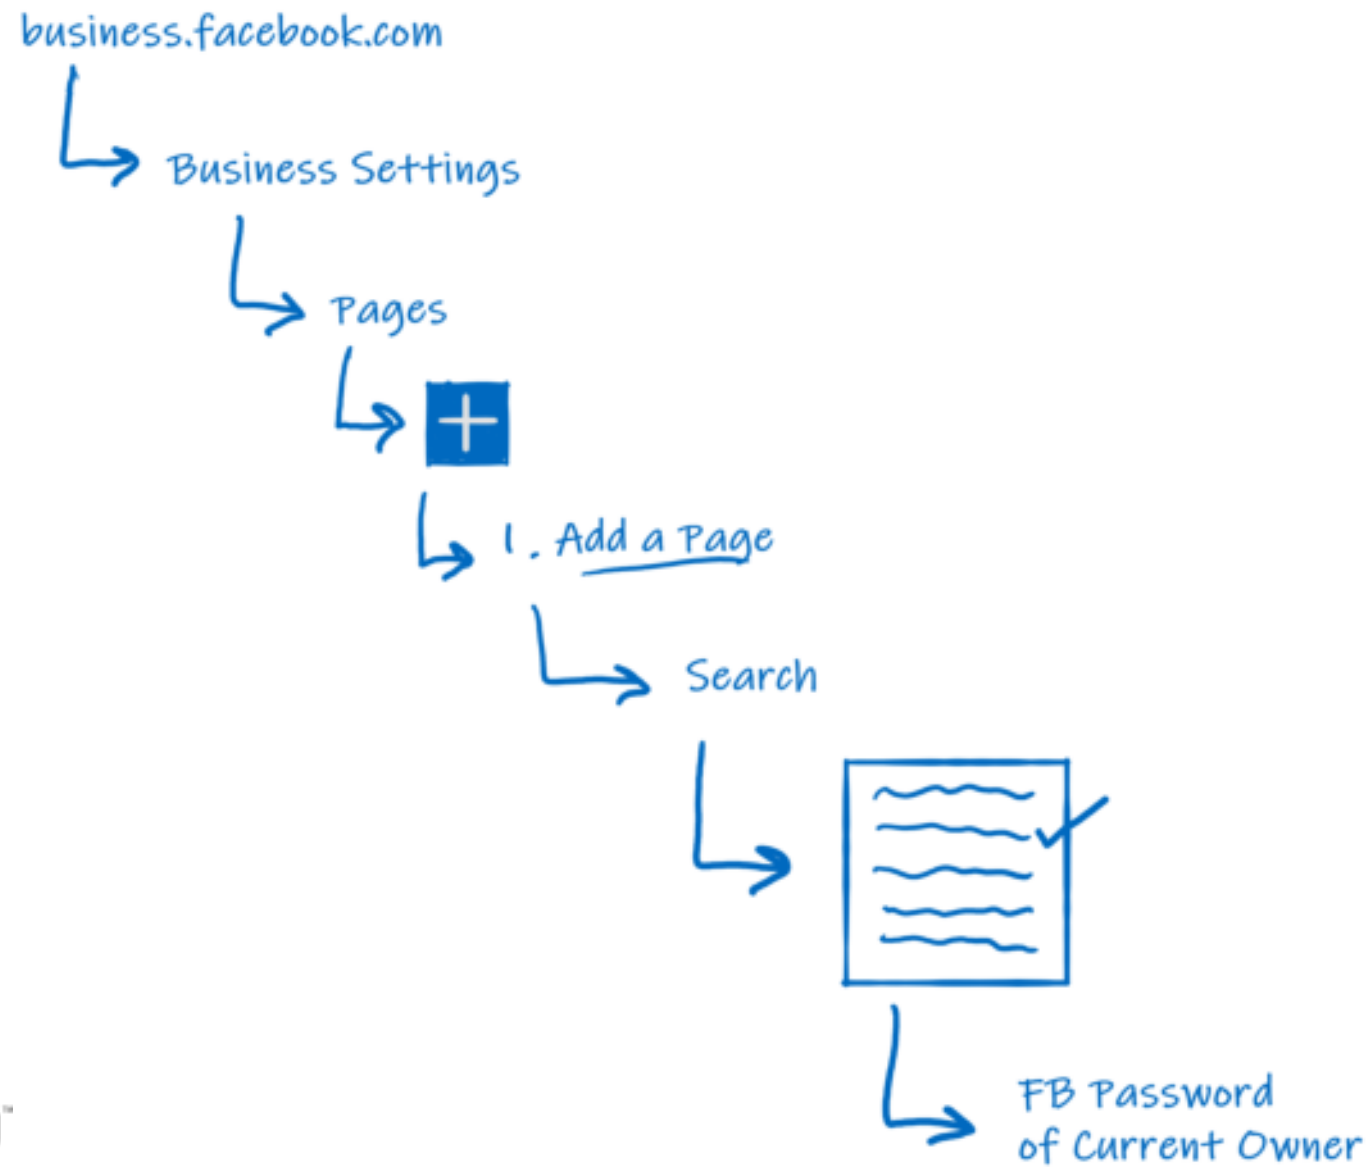 business.facebook.com
Business Settings
Pages
1. Add a Page
Search
FB Password
of Current Owner